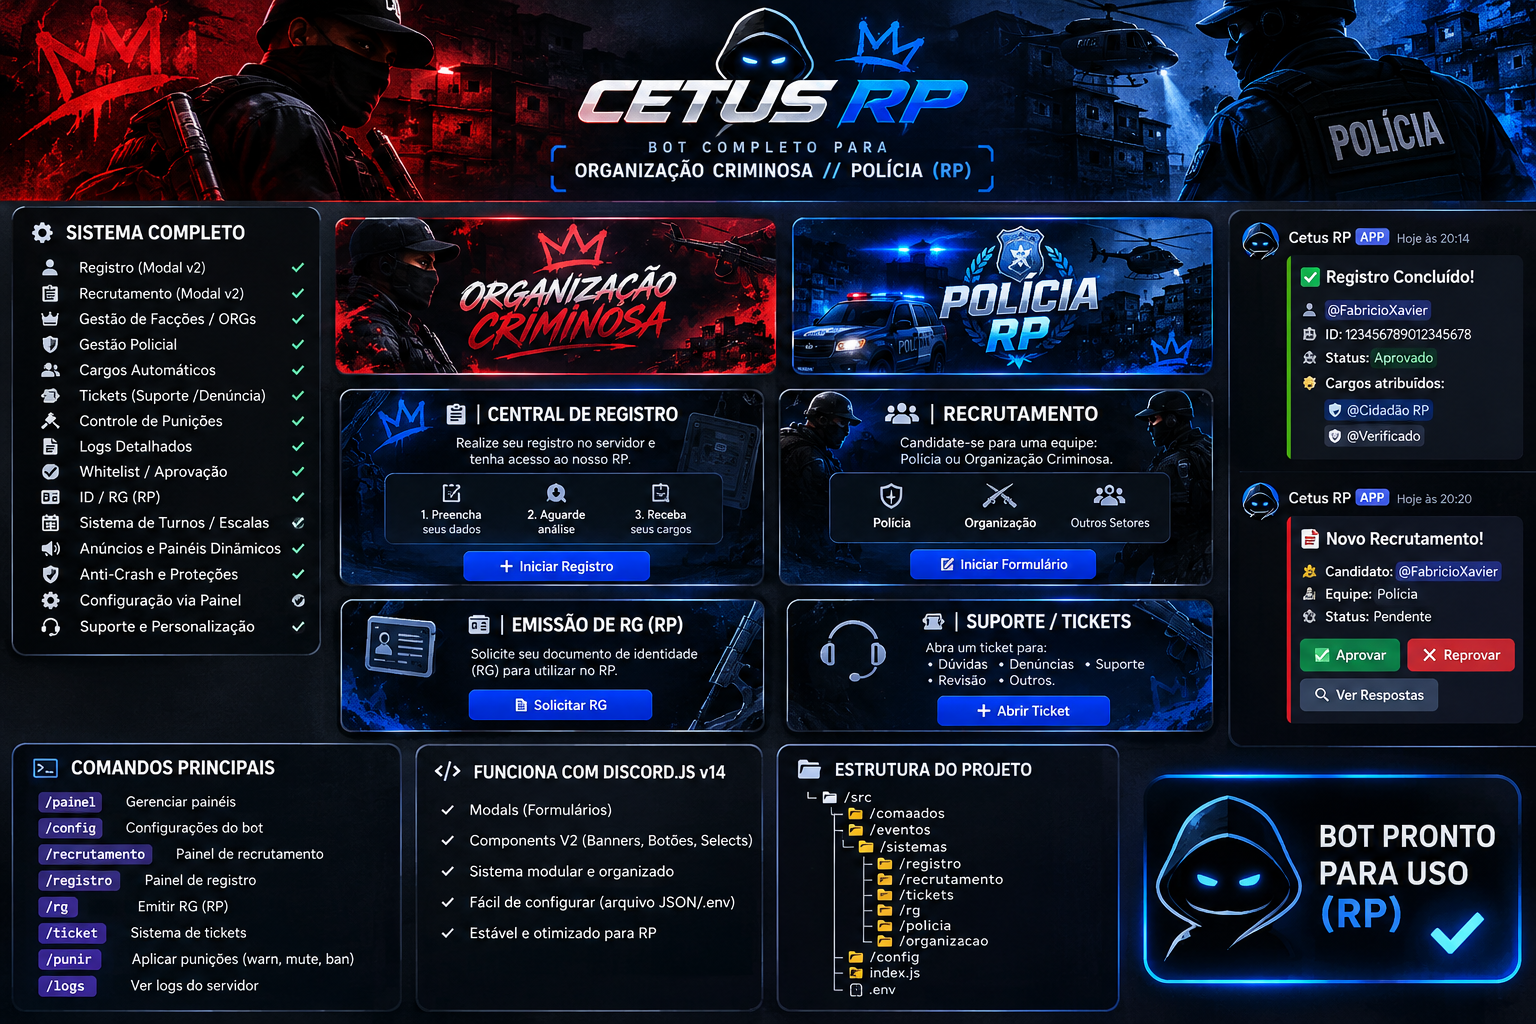 CETUS RP
BOT COMPLETO PARA
ORGANIZAÇÃO CRIMINOSA // POLÍCIA (RP)
POLÍCIA
SISTEMA COMPLETO
Registro (Modal v2)
Recrutamento (Modal v2)
Gestão de Facções / ORGs
Gestão Policial
Cargos Automáticos
Tickets (Suporte /Denúncia)
Controle de Punições
Logs Detalhados
Whitelist / Aprovação
ID / RG (RP)
Sistema de Turnos / Escalas
Anúncios e Painéis Dinâmicos
Anti-Crash e Proteções
Configuração via Painel
Suporte e Personalização
ORGANIZAÇÃO
CRIMINOSA
POLÍCIA
RP
| CENTRAL DE REGISTRO
Realize seu registro no servidor e
tenha acesso ao nosso RP.
1. Preencha
seus dados
2. Aguarde
análise
3. Receba
seus cargos
+ Iniciar Registro
| RECRUTAMENTO
Candidate-se para uma equipe:
Polícia ou Organização Criminosa.
Polícia
Organização
Outros Setores
Iniciar Formulário
| EMISSÃO DE RG (RP)
Solicite seu documento de identidade
(RG) para utilizar no RP.
Solicitar RG
| SUPORTE / TICKETS
Abra um ticket para:
• Dúvidas • Denúncias • Suporte
• Revisão • Outros.
+ Abrir Ticket
Cetus RP APP Hoje às 20:14
Registro Concluído!
@FabricioXavier
ID: 123456789012345678
Status: Aprovado
Cargos atribuídos:
@Cidadão RP
@Verificado
Cetus RP APP Hoje às 20:20
Novo Recrutamento!
Candidato: @FabricioXavier
Equipe: Polícia
Status: Pendente
Aprovar
Reprovar
Ver Respostas
COMANDOS PRINCIPAIS
/painel Gerenciar painéis
/config Configurações do bot
/recrutamento Painel de recrutamento
/registro Painel de registro
/rg Emitir RG (RP)
/ticket Sistema de tickets
/punir Aplicar punições (warn, mute, ban)
/logs Ver logs do servidor
</> FUNCIONA COM DISCORD.JS v14
Modals (Formulários)
Components V2 (Banners, Botões, Selects)
Sistema modular e organizado
Fácil de configurar (arquivo JSON/.env)
Estável e otimizado para RP
ESTRUTURA DO PROJETO
/src
/comaados
/eventos
/sistemas
/registro
/recrutamento
/tickets
/rg
/policia
/organizacao
/config
index.js
.env
BOT PRONTO
PARA USO
(RP)